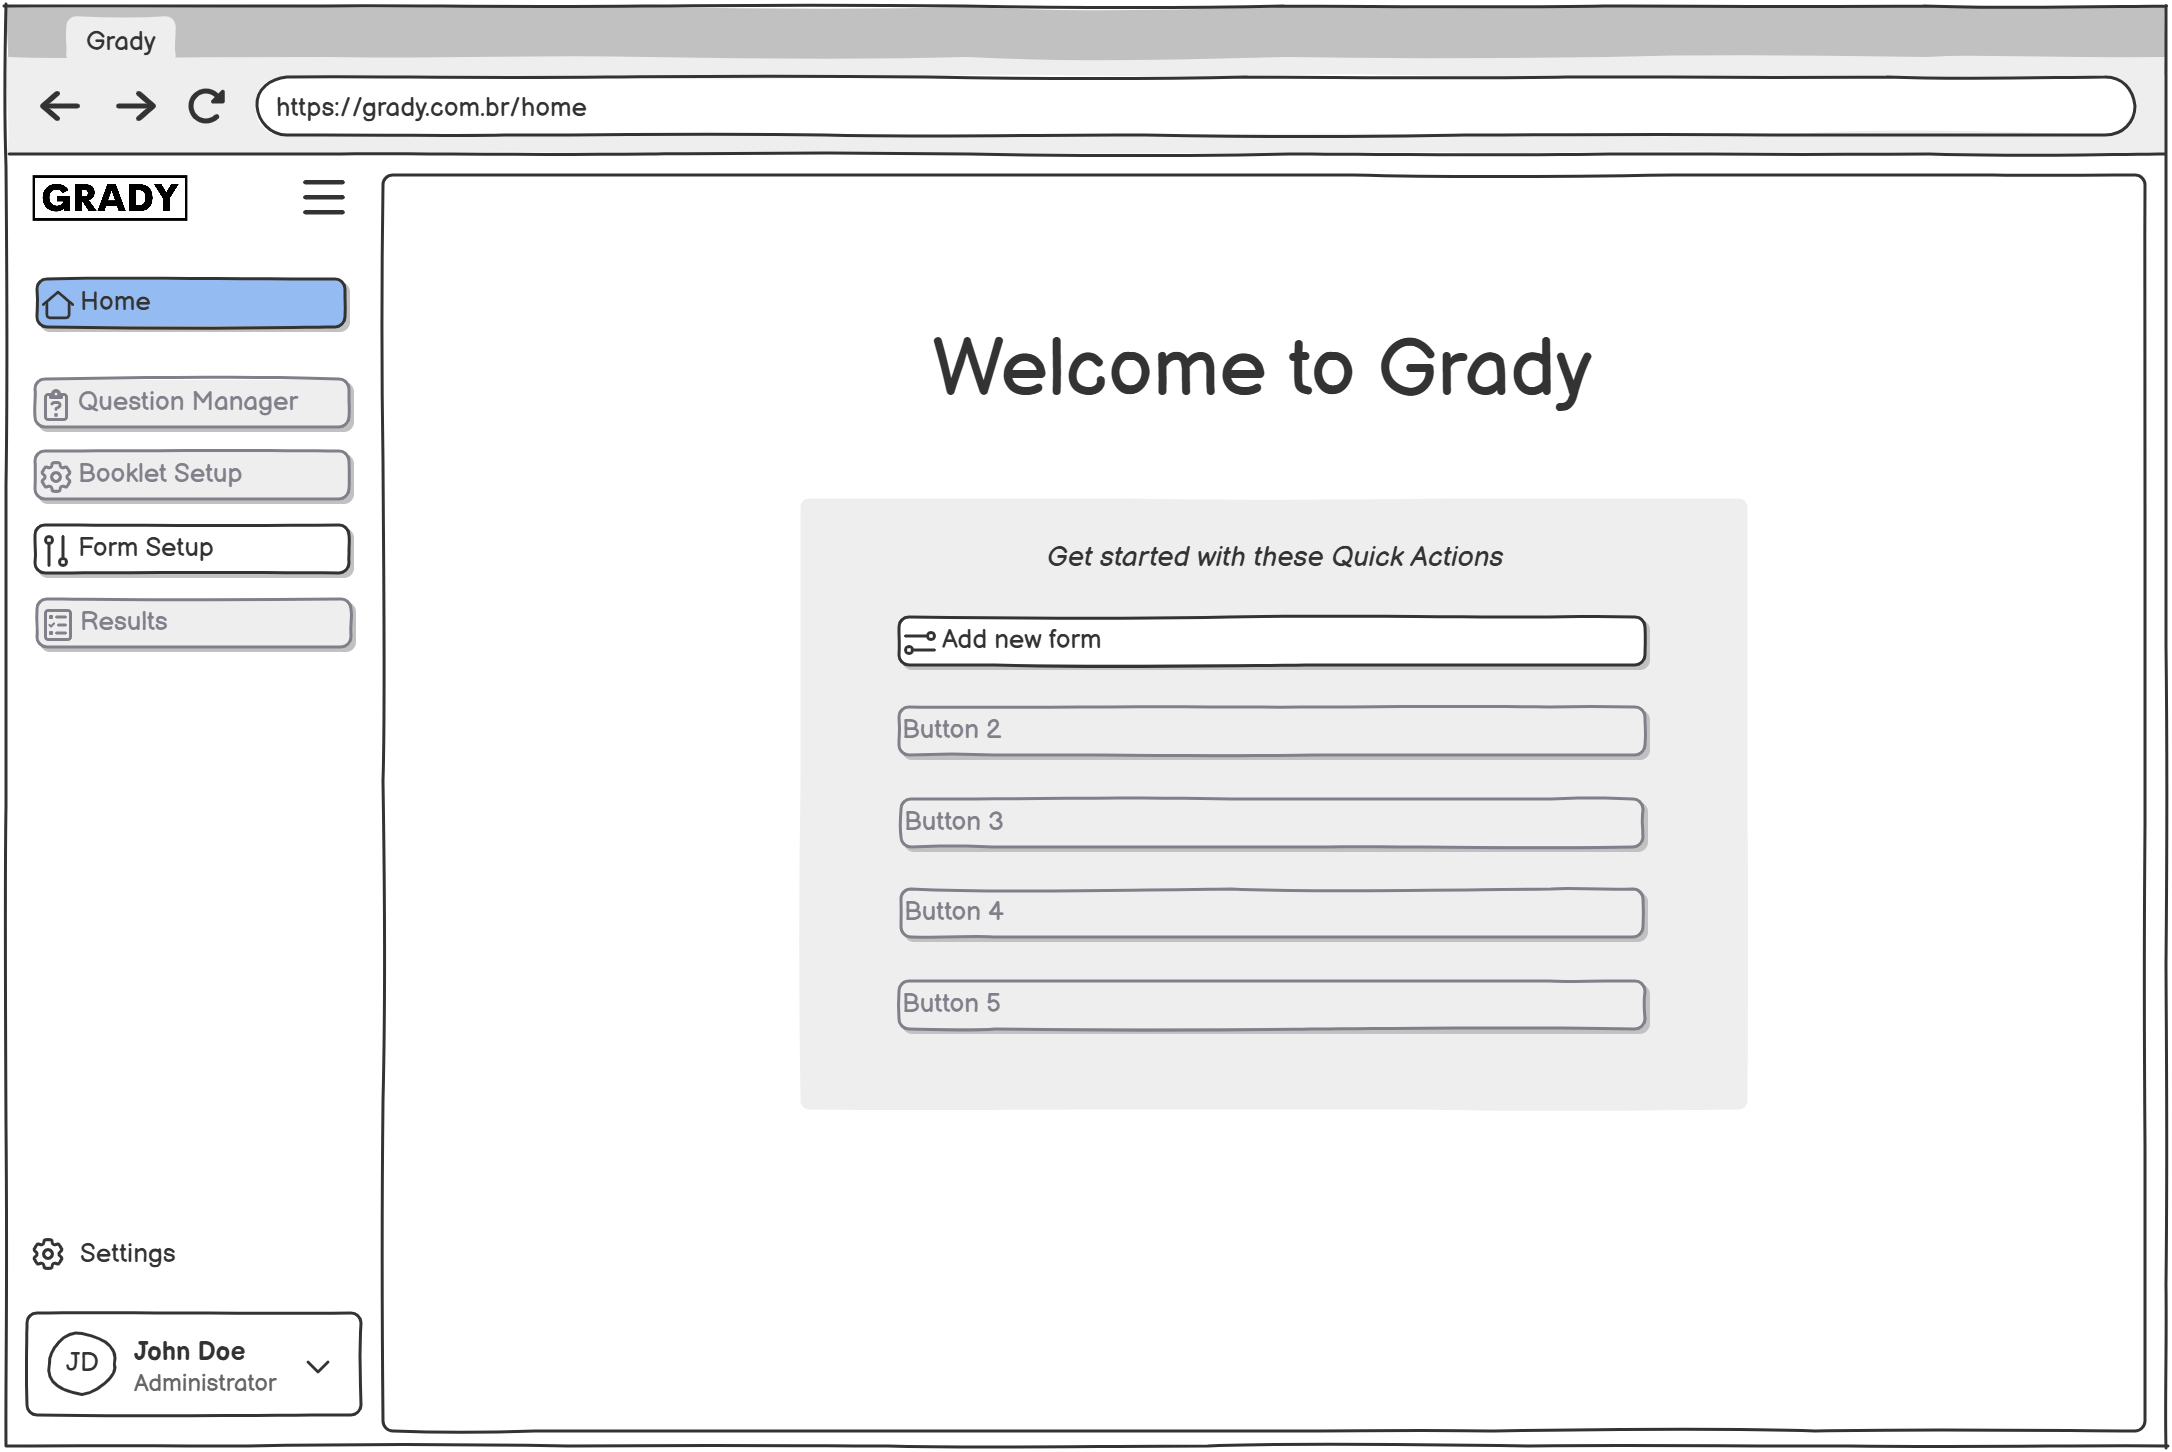 Grady
https://grady.com.br/home
GRADY
Home
Question Manager
Booklet Setup
Form Setup
Results
Settings
JD
John Doe
Administrator
Welcome to Grady
Get started with these Quick Actions
Add new form
Button 2
Button 3
Button 4
Button 5